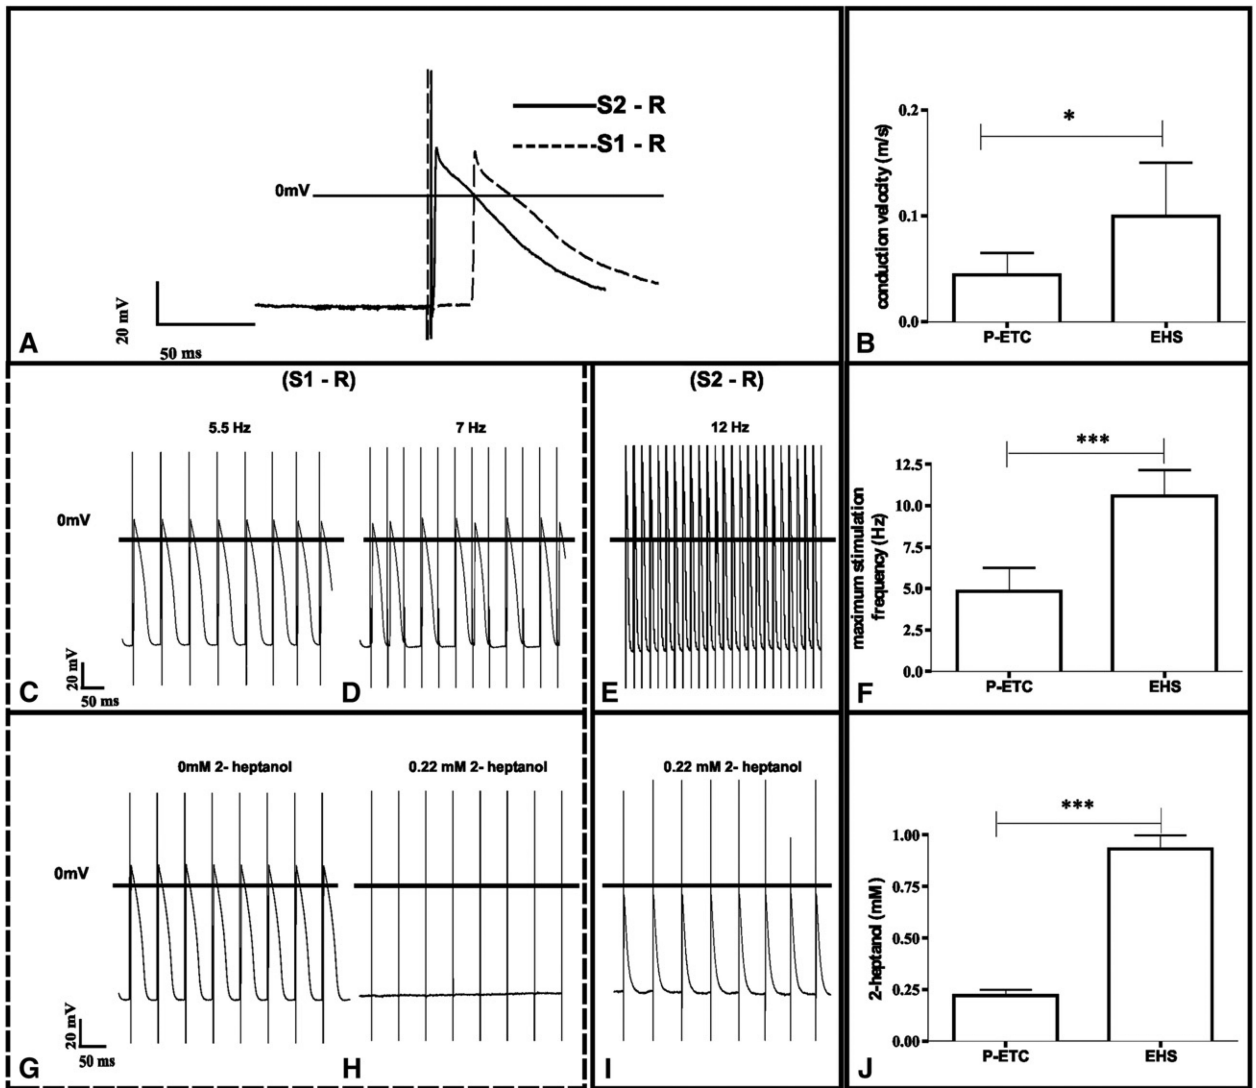 S2 - R
S1 - R
0mV
20 mV
50 ms
A
conduction velocity (m/s)
0.2
0.1
0.0
*
P-ETC
EHS
B
(S1 - R)
5.5 Hz
7 Hz
0mV
20 mV
50 ms
C
D
(S2 - R)
12 Hz
E
maximum stimulation
frequency (Hz)
12.5
10.0
7.5
5.0
2.5
0.0
***
P-ETC
EHS
F
0mM 2- heptanol
0.22 mM 2- heptanol
0mV
20 mV
50 ms
G
H
0.22 mM 2- heptanol
I
2-heptanol (mM)
1.00
0.75
0.50
0.25
0.00
***
P-ETC
EHS
J